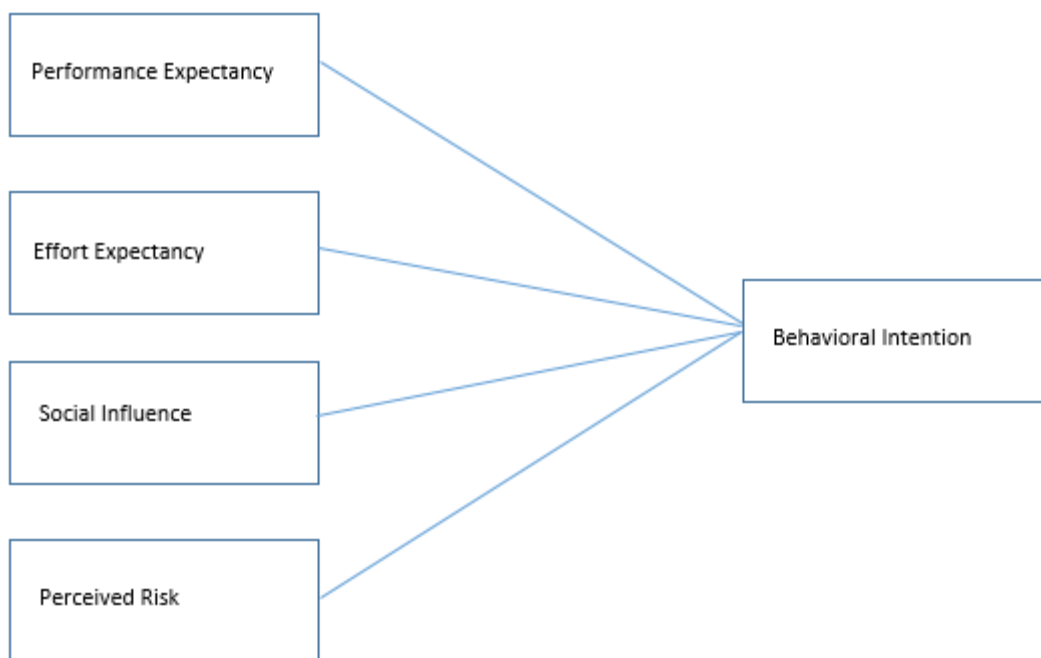 Performance Expectancy
Effort Expectancy
Behavioral Intention
Social Influence
Perceived Risk